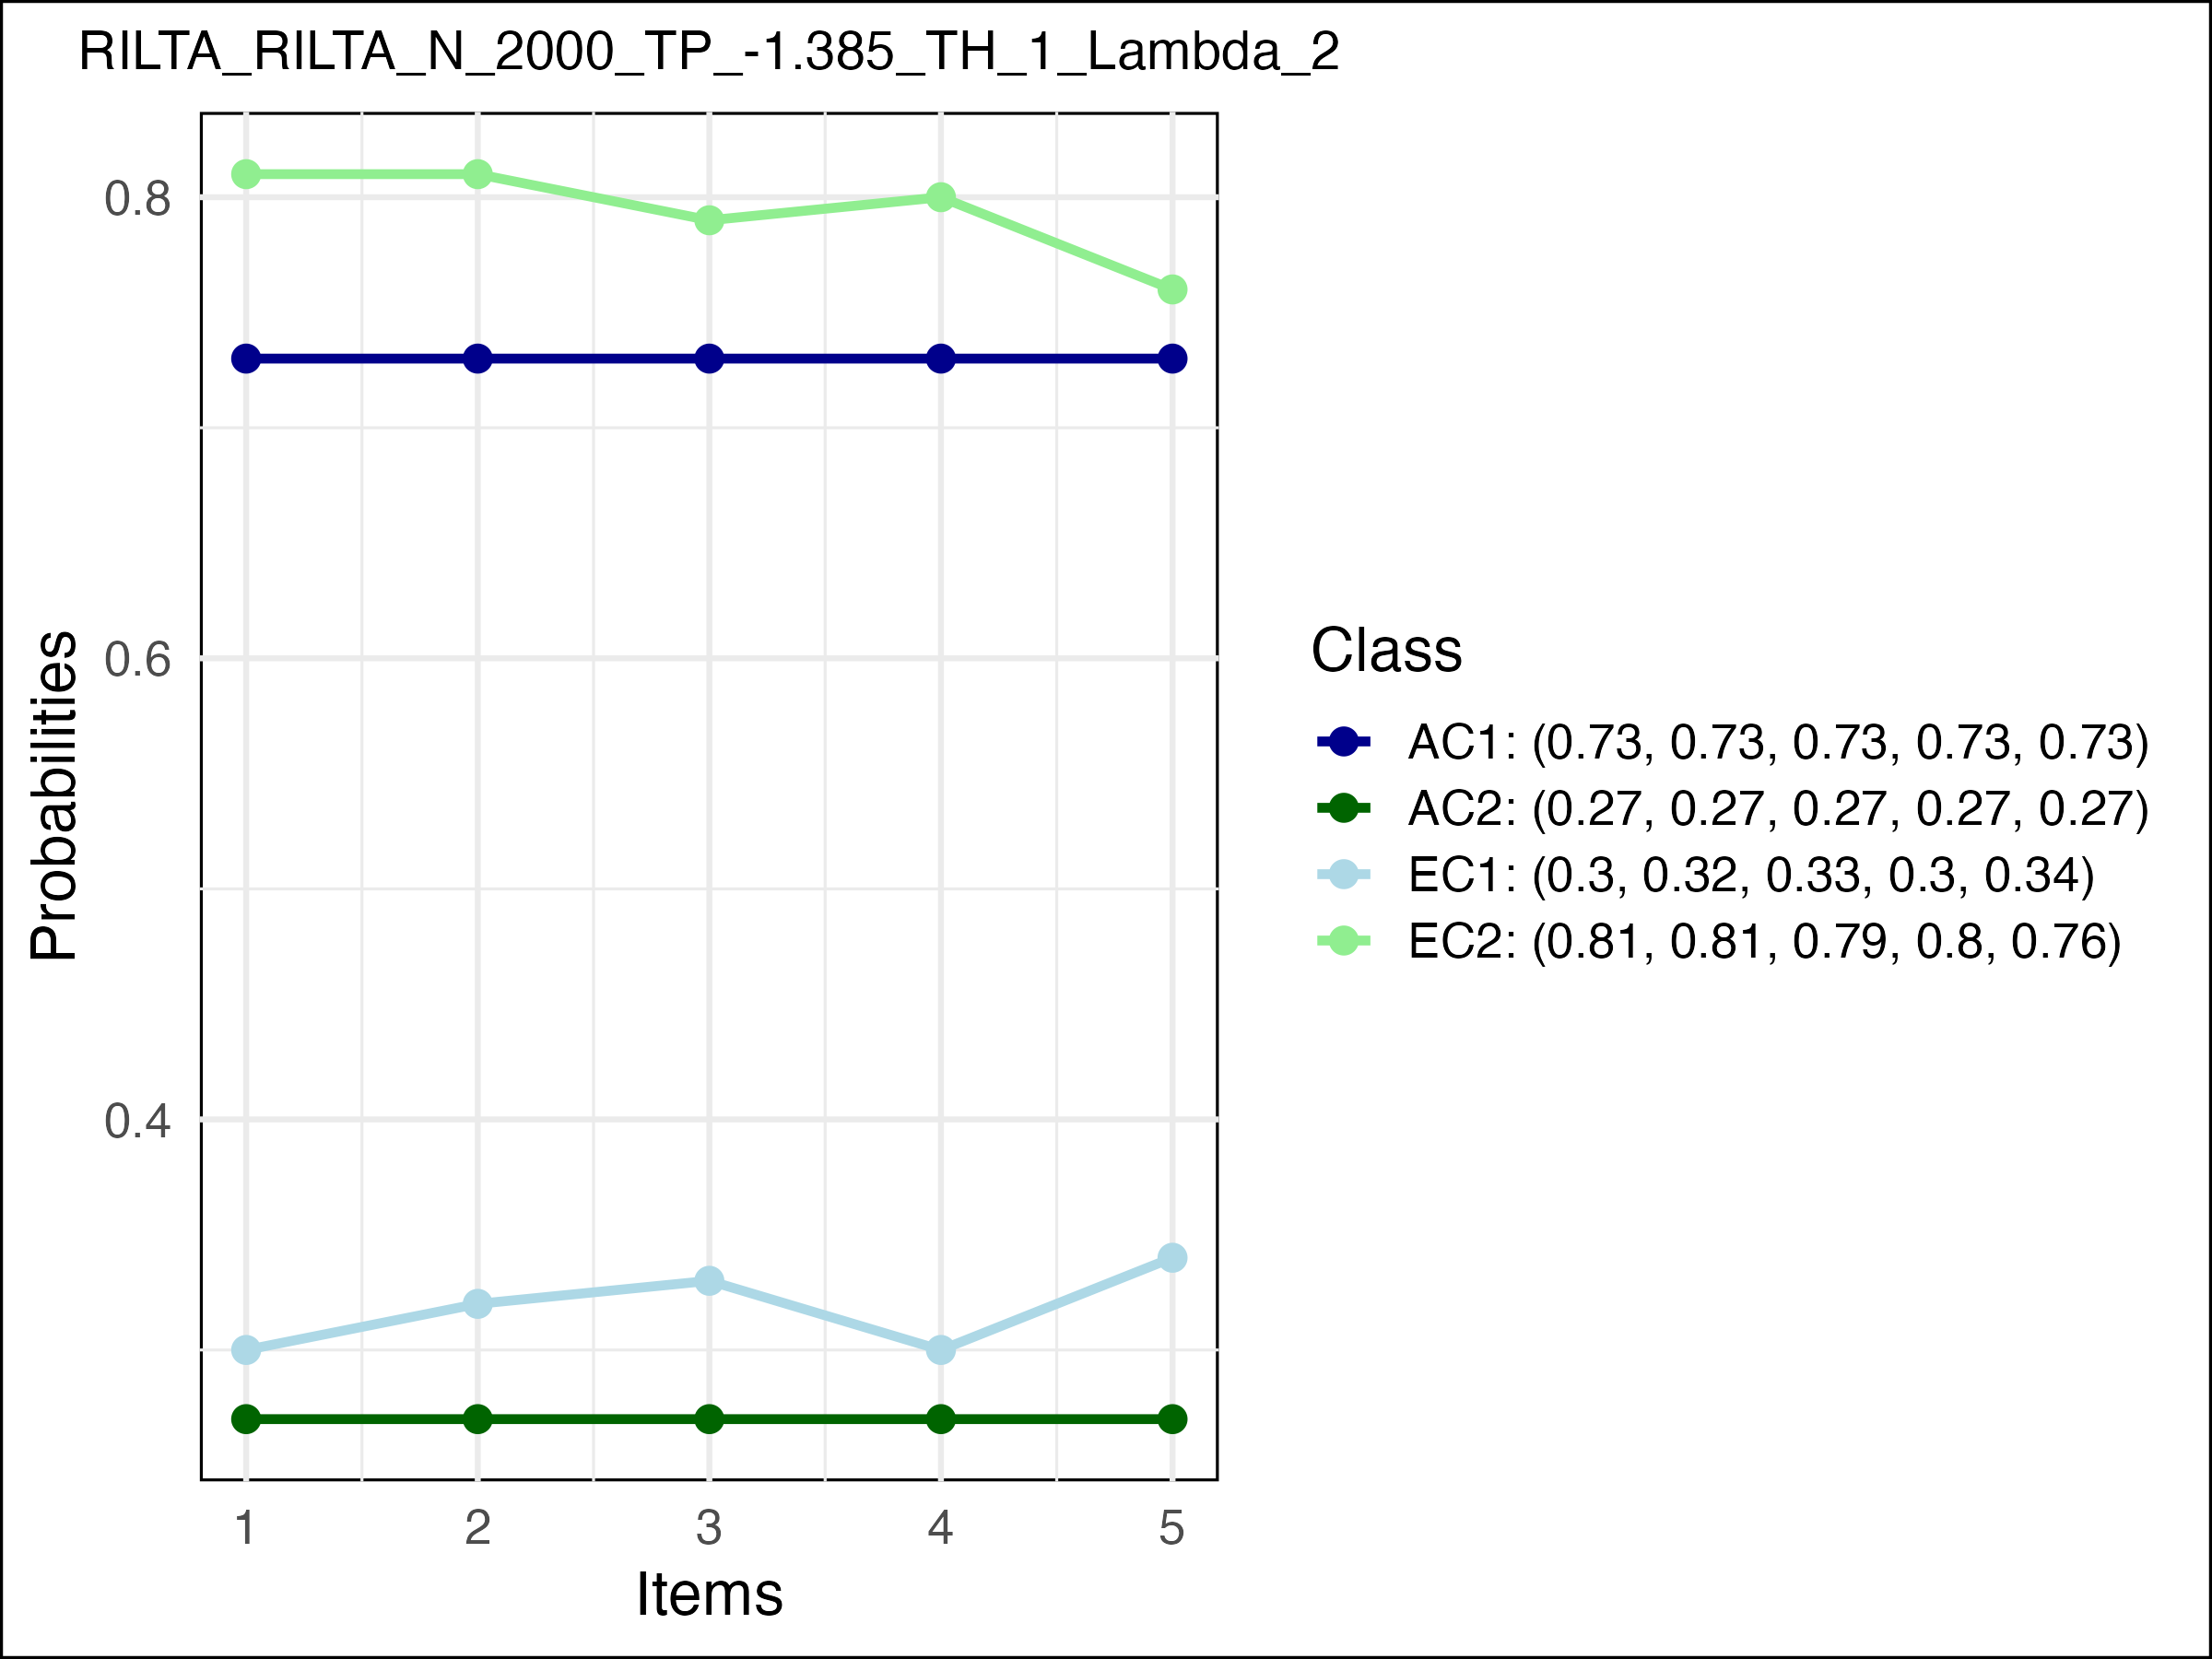 RILTA_RILTA_N_2000_TP_-1.385_TH_1_Lambda_2
0.8
0.6
0.4
Probabilities
1 2 3 4 5
Items
Class
AC1: (0.73, 0.73, 0.73, 0.73, 0.73)
AC2: (0.27, 0.27, 0.27, 0.27, 0.27)
EC1: (0.3, 0.32, 0.33, 0.3, 0.34)
EC2: (0.81, 0.81, 0.79, 0.8, 0.76)